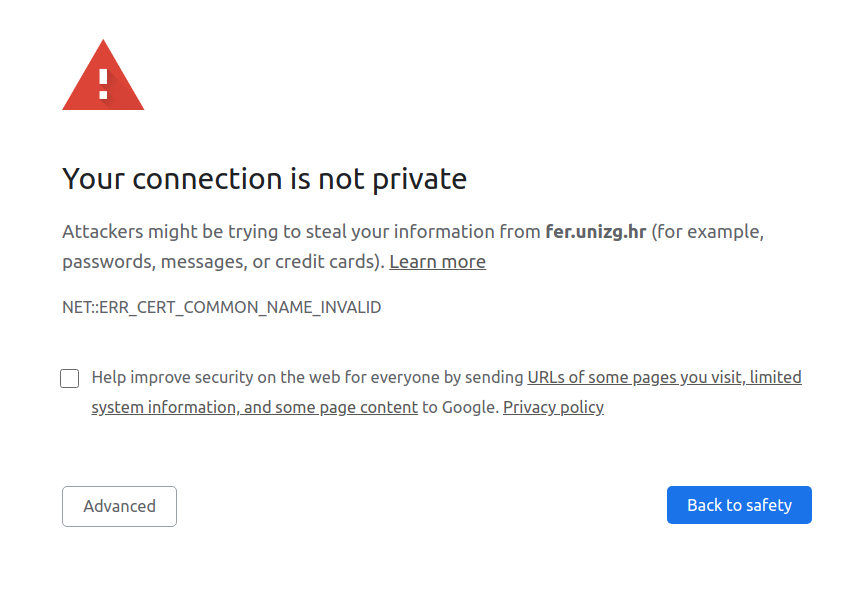 Your connection is not private
Attackers might be trying to steal your information from fer.unizg.hr (for example,
passwords, messages, or credit cards). Learn more
NET::ERR_CERT_COMMON_NAME_INVALID
Help improve security on the web for everyone by sending URLs of some pages you visit, limited
system information, and some page content to Google. Privacy policy
Advanced
Back to safety